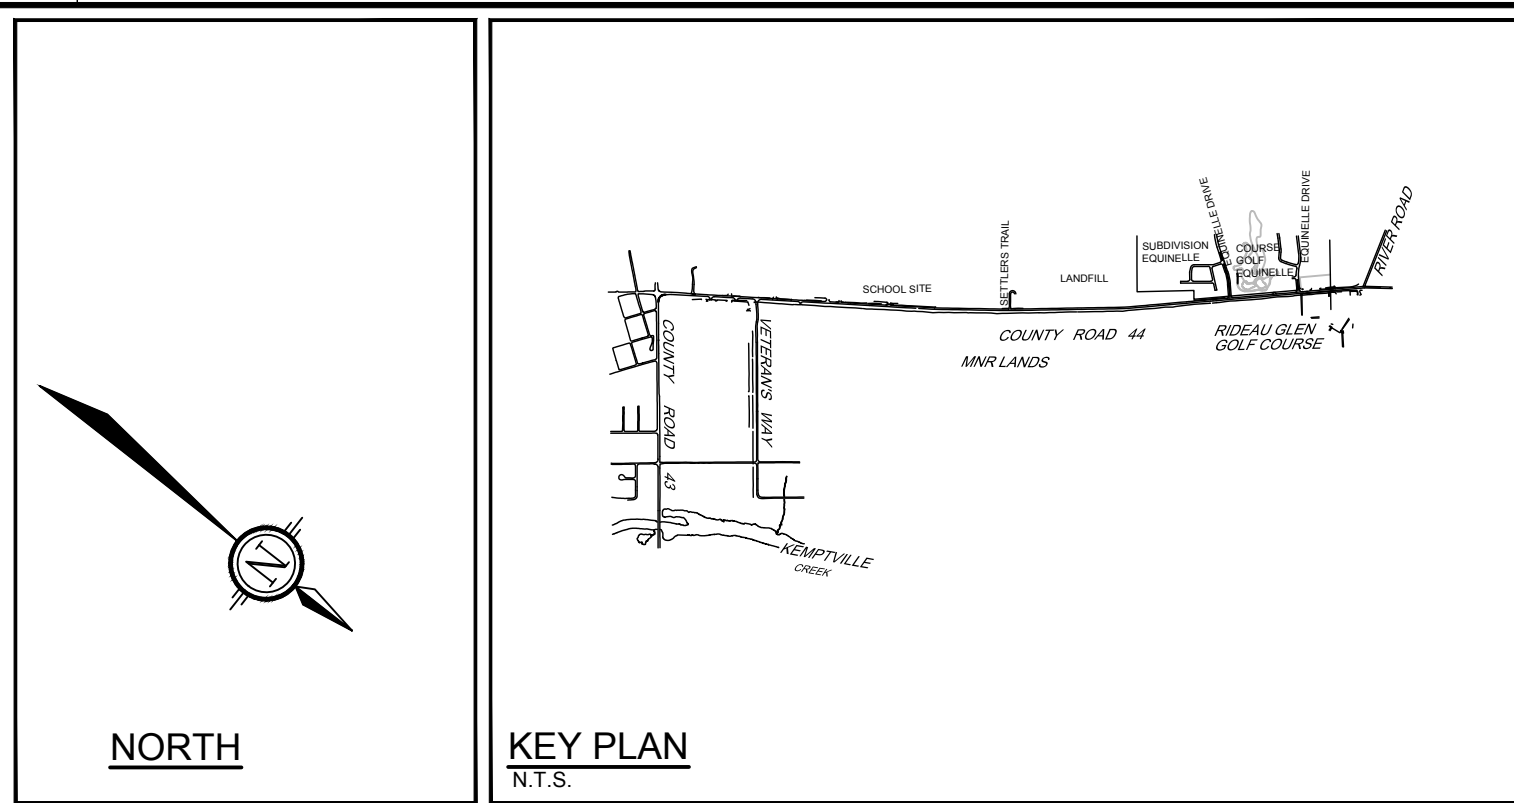 N
NORTH
KEY PLAN
N.T.S.
SCHOOL SITE
SETTLERS TRAIL
LANDFILL
SUBDIVISION
EQUINELLE
EQUINELLE DRIVE
COURSE
GOLF
EQUINELLE
EQUINELLE DRIVE
RIVER ROAD
COUNTY ROAD 44
MNR LANDS
RIDEAU GLEN
GOLF COURSE
COUNTY ROAD 43
VETERAN'S WAY
KEMPTVILLE
CREEK